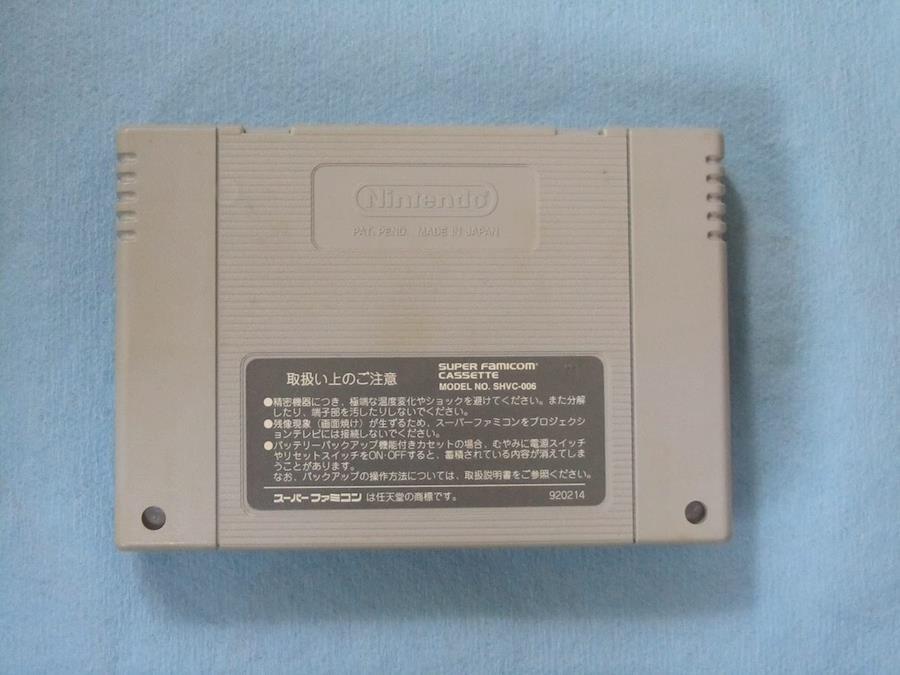 Nintendo
PAT. PEND. MADE IN JAPAN
取扱い上のご注意
SUPER FAMICOM
CASSETTE
MODEL NO. SHVC-006
●精密機器につき、極端な温度変化やショックを避けてください。また分解
したり、端子部を汚したりしないでください。
●残像現象（画面焼け）が生ずるため、スーパーファミコンをプロジェクシ
ョンテレビには接続しないでください。
●バッテリーバックアップ機能付きカセットの場合、むやみに電源スイッチ
やリセットスイッチをON・OFFすると、蓄積されている内容が消えてしま
うことがあります。
なお、バックアップの操作方法については、取扱説明書をご参照ください。
スーパーファミコン は任天堂の商標です。 920214